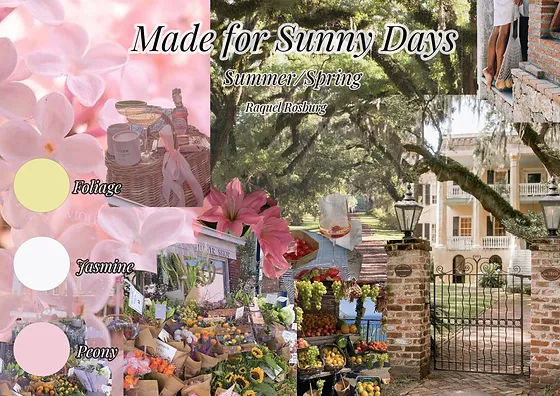 Made for Sunny Days
Summer/Spring
Raquel Rosburg
Foliage
Jasmine
Peony